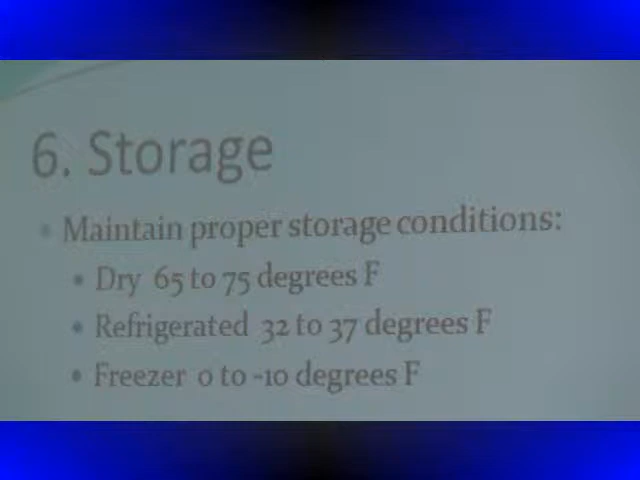 6. Storage
Maintain proper storage conditions:
Dry 65 to 75 degrees F
Refrigerated 32 to 37 degrees F
Freezer 0 to -10 degrees F